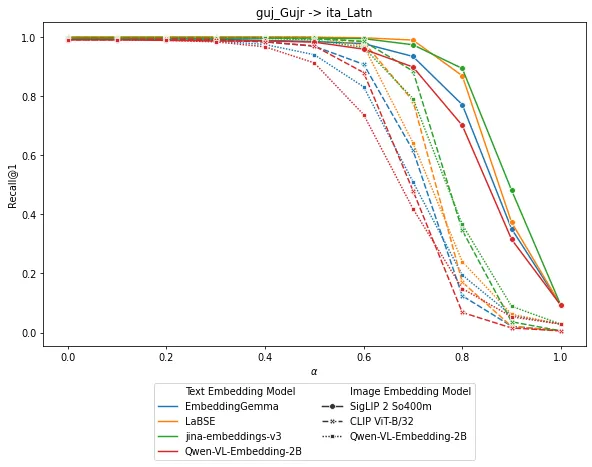 guj_Gujr -> ita_Latn
Recall@1
1.0
0.8
0.6
0.4
0.2
0.0
0.0 0.2 0.4 0.6 0.8 1.0
α
Text Embedding Model
EmbeddingGemma
LaBSE
jina-embeddings-v3
Qwen-VL-Embedding-2B
Image Embedding Model
SigLIP 2 So400m
CLIP ViT-B/32
Qwen-VL-Embedding-2B